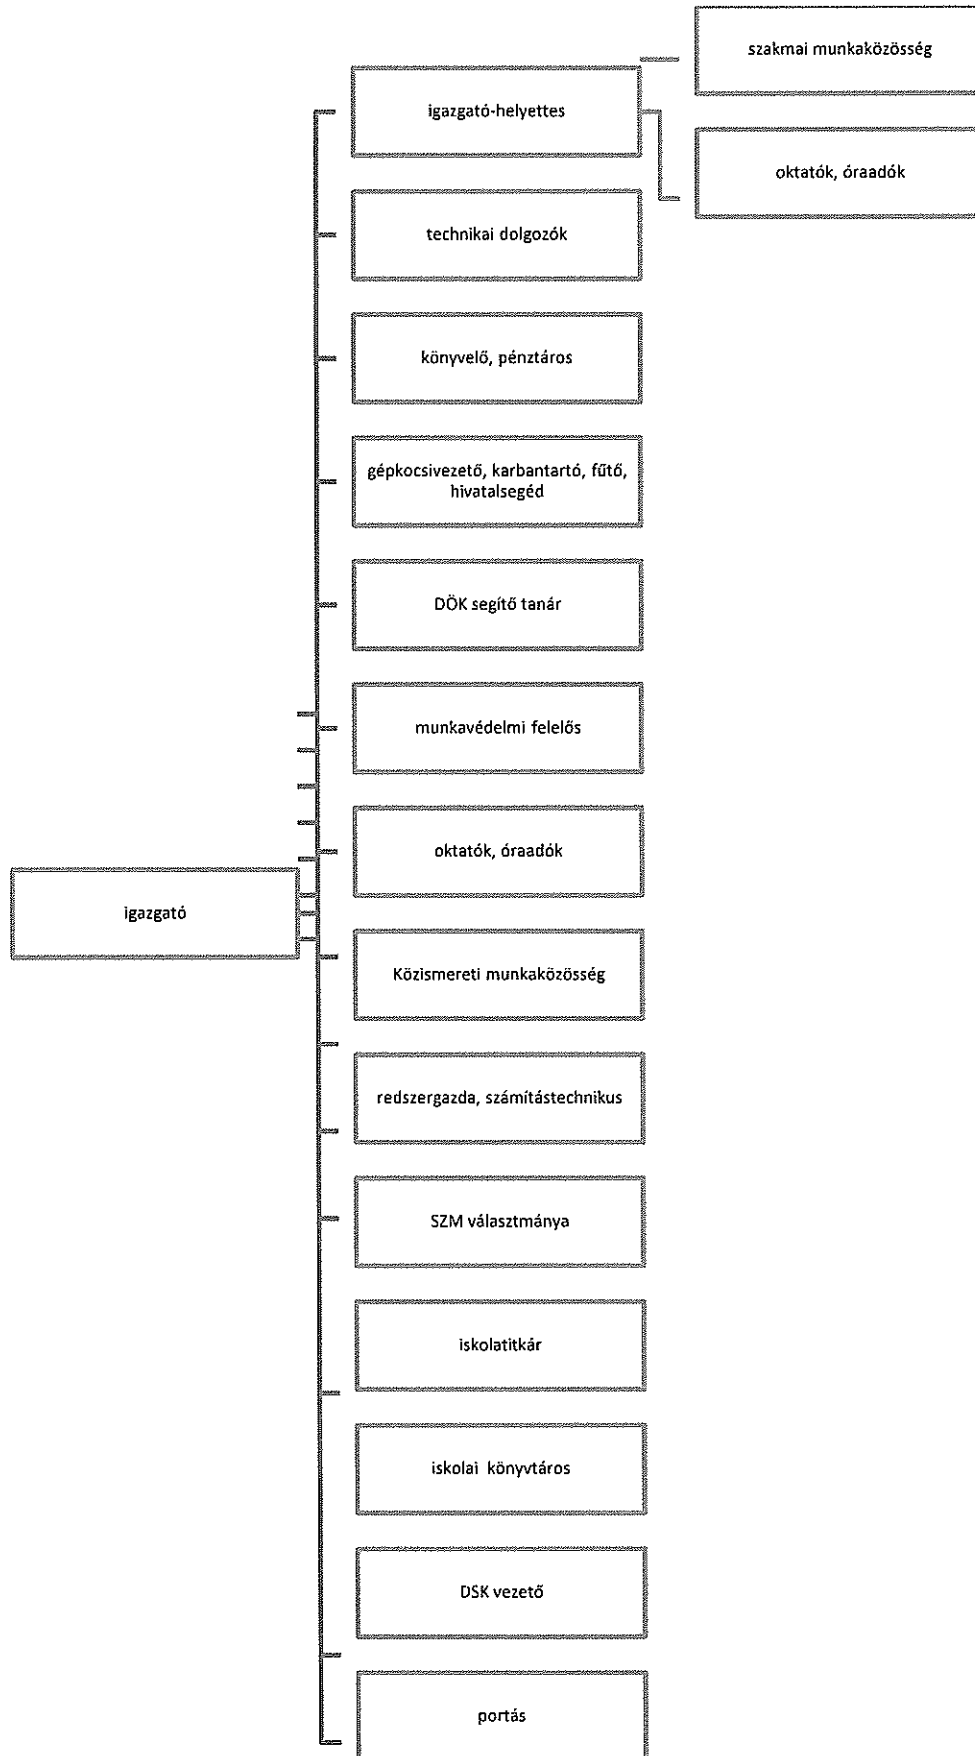 szakmai munkaközösség
igazgató-helyettes
oktatók, óraadók
technikai dolgozók
könyvelő, pénztáros
gépkocsivezető, karbantartó, fűtő,
hivatalsegéd
DÖK segítő tanár
munkavédelmi felelős
oktatók, óraadók
igazgató
Közismereti munkaközösség
redszergazda, számítástechnikus
SZM választmánya
iskolatitkár
iskolai könyvtáros
DSK vezető
portás